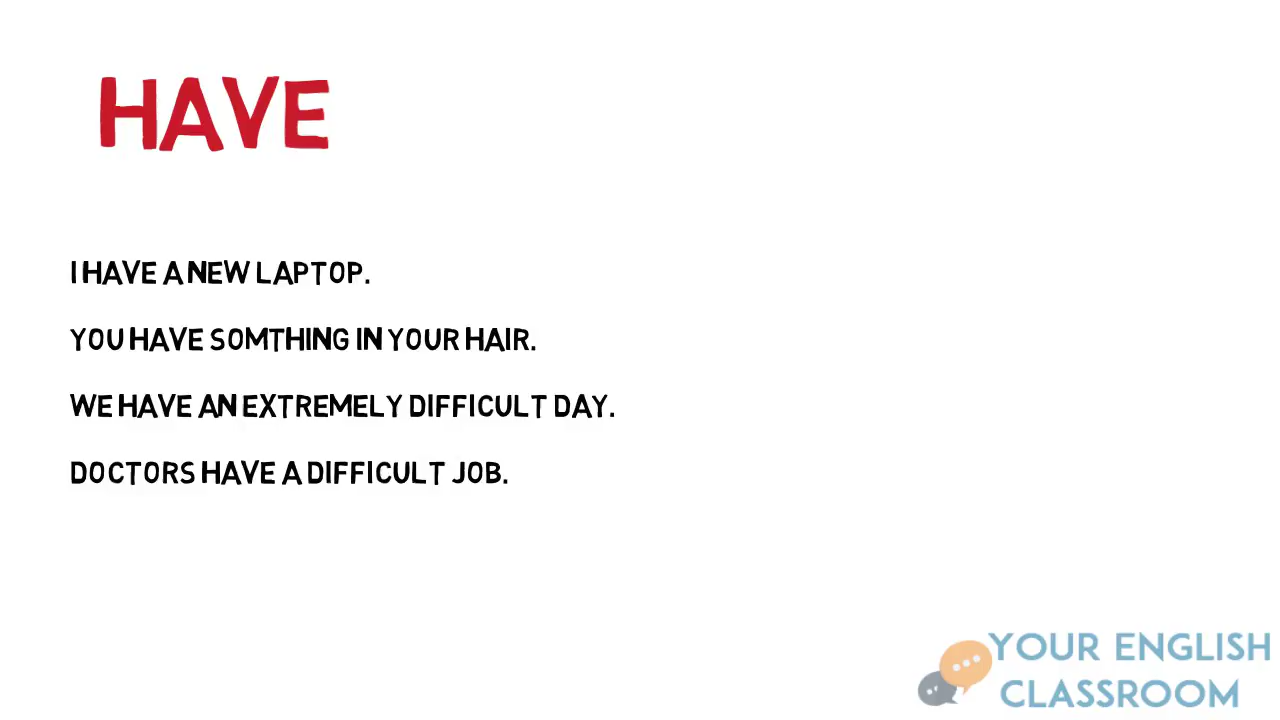 HAVE
I HAVE A NEW LAPTOP.
YOU HAVE SOMTHING IN YOUR HAIR.
WE HAVE AN EXTREMELY DIFFICULT DAY.
DOCTORS HAVE A DIFFICULT JOB.
YOUR ENGLISH
CLASSROOM